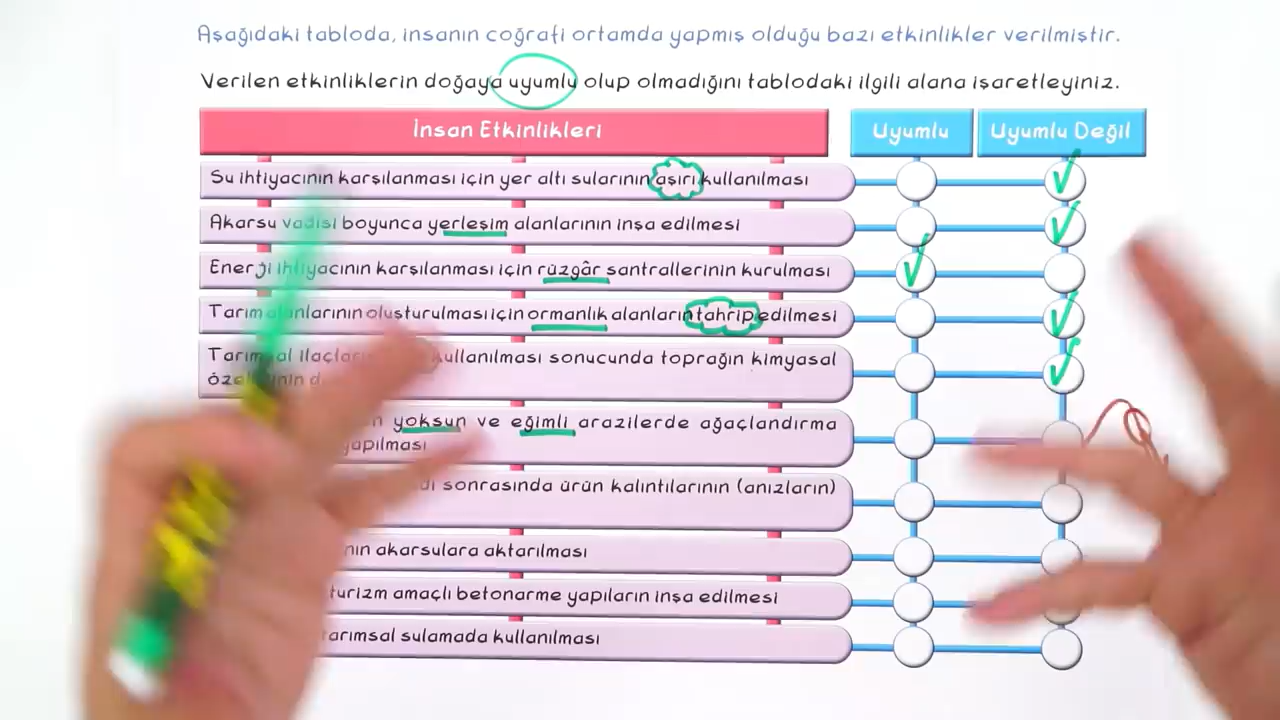 Aşağıdaki tabloda, insanın coğrafi ortamda yapmış olduğu bazı etkinlikler verilmiştir.
Verilen etkinliklerin doğaya uyumlu olup olmadığını tablodaki ilgili alana işaretleyiniz.
İnsan Etkinlikleri Uyumlu Uyumlu Değil
Su ihtiyacının karşılanması için yer altı sularının aşırı kullanılması
Akarsu vadisi boyunca yerleşim alanlarının inşa edilmesi
Enerji ihtiyacının karşılanması için rüzgâr santrallerinin kurulması
Tarım alanlarının oluşturulması için ormanlık alanların tahrip edilmesi
Tarımsal ilaçların kullanılması sonucunda toprağın kimyasal
yoksun ve eğimli arazilerde ağaçlandırma
yapılması
sonrasında ürün kalıntılarının (anızların)
akarsulara aktarılması
turizm amaçlı betonarme yapıların inşa edilmesi
tarımsal sulamada kullanılması